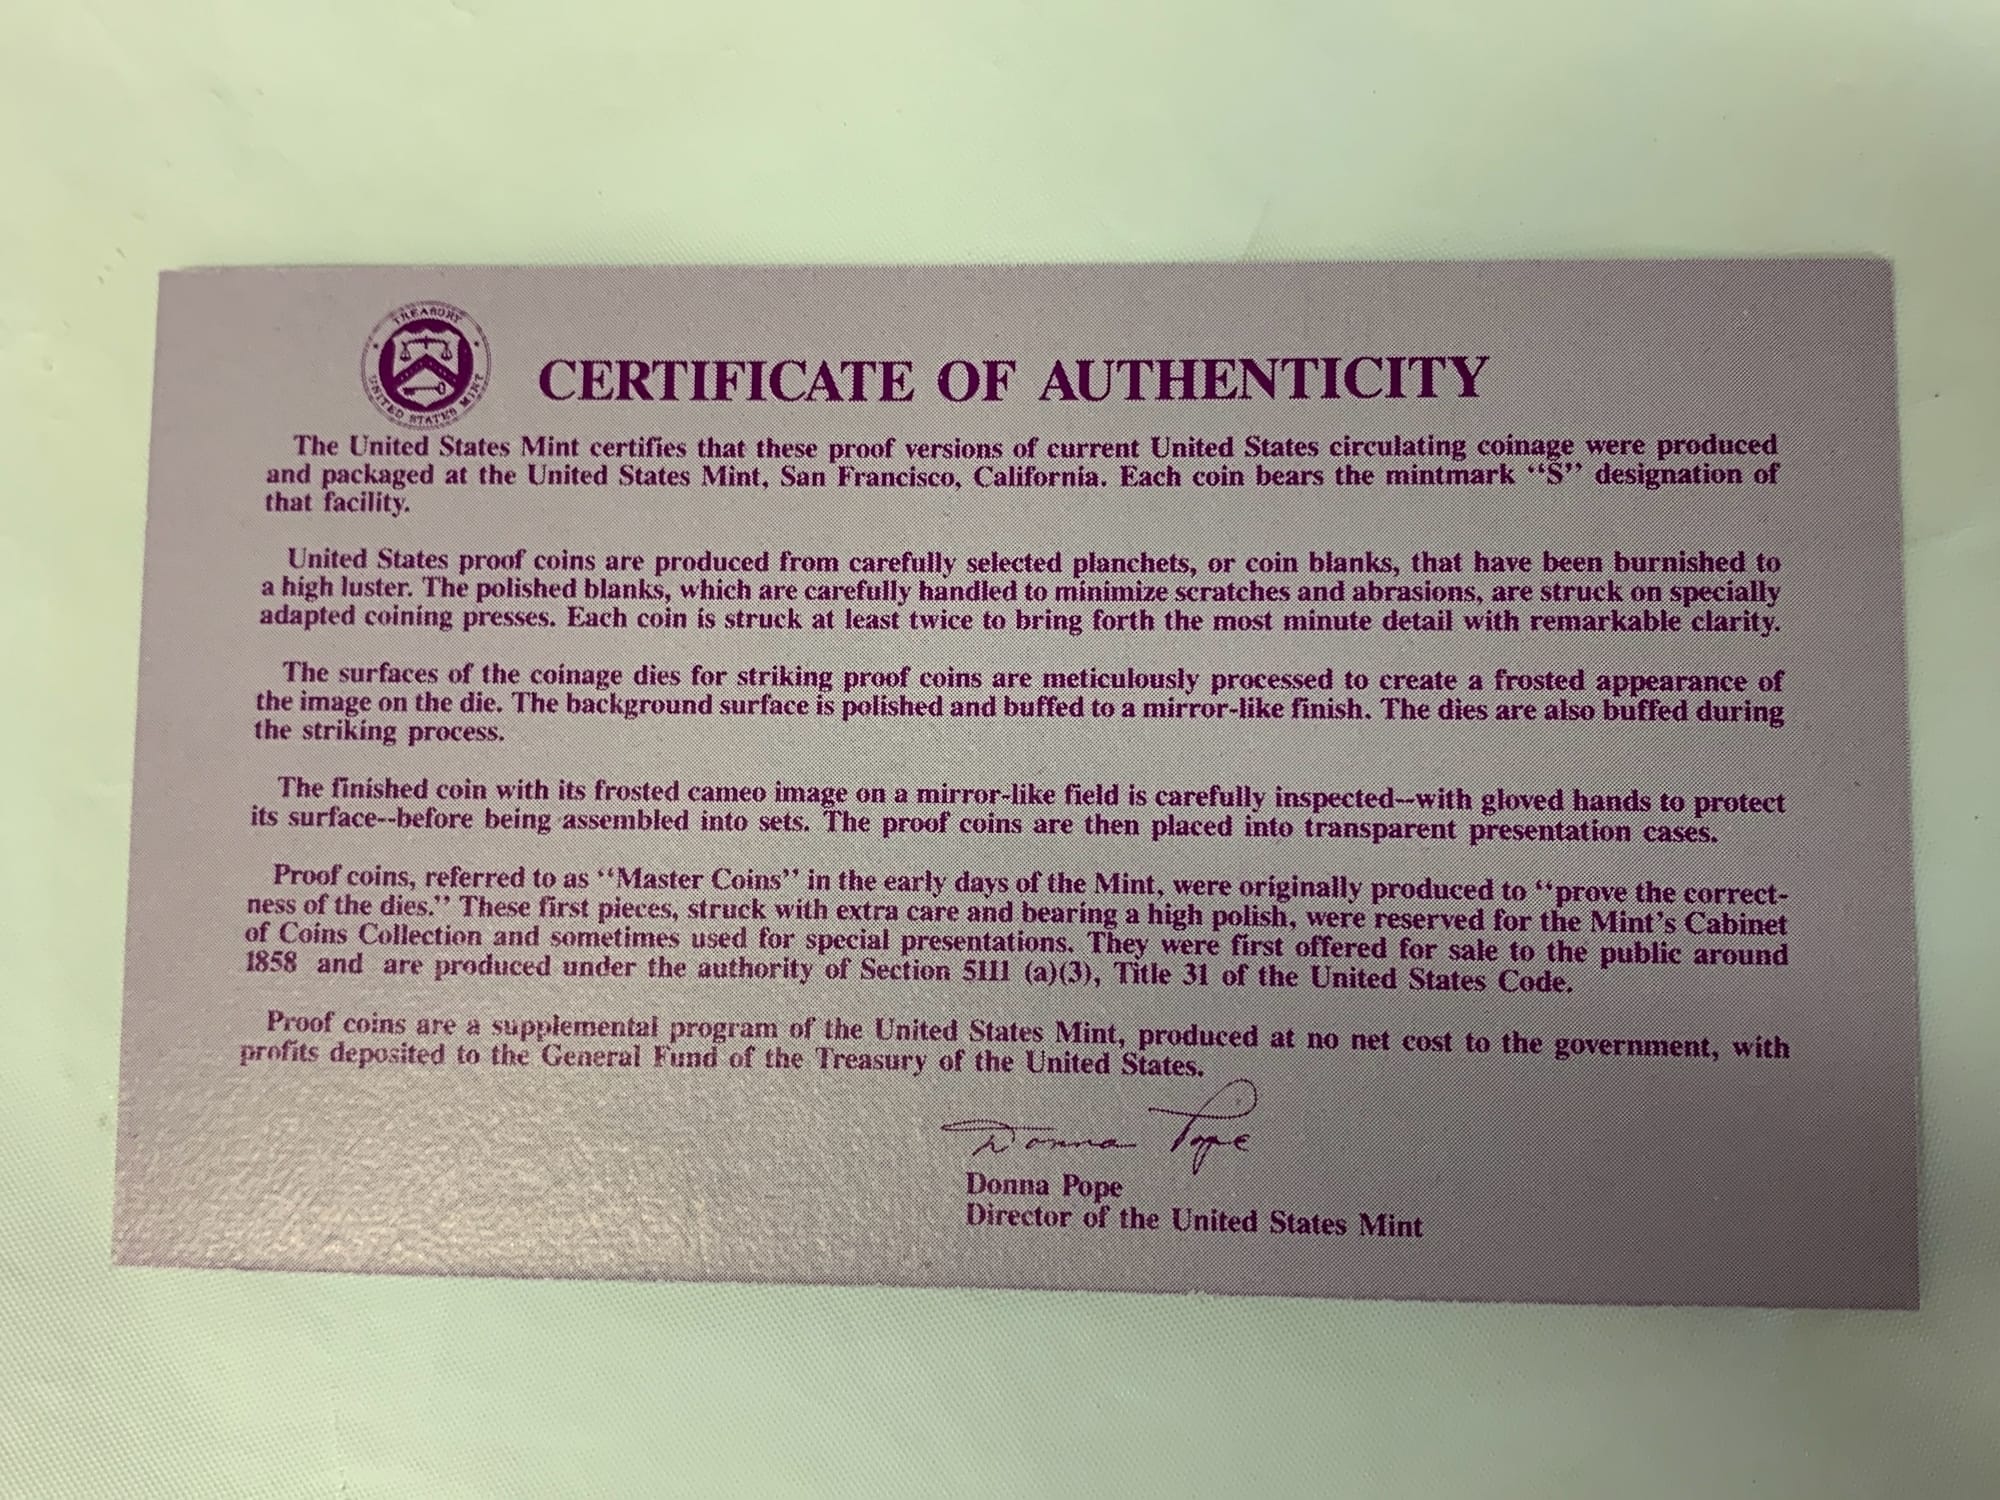 TREASURY
UNITED STATES MINT
CERTIFICATE OF AUTHENTICITY
The United States Mint certifies that these proof versions of current United States circulating coinage were produced
and packaged at the United States Mint, San Francisco, California. Each coin bears the mintmark “S” designation of
that facility.
United States proof coins are produced from carefully selected planchets, or coin blanks, that have been burnished to
a high luster. The polished blanks, which are carefully handled to minimize scratches and abrasions, are struck on specially
adapted coining presses. Each coin is struck at least twice to bring forth the most minute detail with remarkable clarity.
The surfaces of the coinage dies for striking proof coins are meticulously processed to create a frosted appearance of
the image on the die. The background surface is polished and buffed to a mirror-like finish. The dies are also buffed during
the striking process.
The finished coin with its frosted cameo image on a mirror-like field is carefully inspected--with gloved hands to protect
its surface--before being assembled into sets. The proof coins are then placed into transparent presentation cases.
Proof coins, referred to as “Master Coins” in the early days of the Mint, were originally produced to “prove the correct-
ness of the dies.” These first pieces, struck with extra care and bearing a high polish, were reserved for the Mint’s Cabinet
of Coins Collection and sometimes used for special presentations. They were first offered for sale to the public around
1858 and are produced under the authority of Section 5111 (a)(3), Title 31 of the United States Code.
Proof coins are a supplemental program of the United States Mint, produced at no net cost to the government, with
profits deposited to the General Fund of the Treasury of the United States.
Donna Pope
Donna Pope
Director of the United States Mint